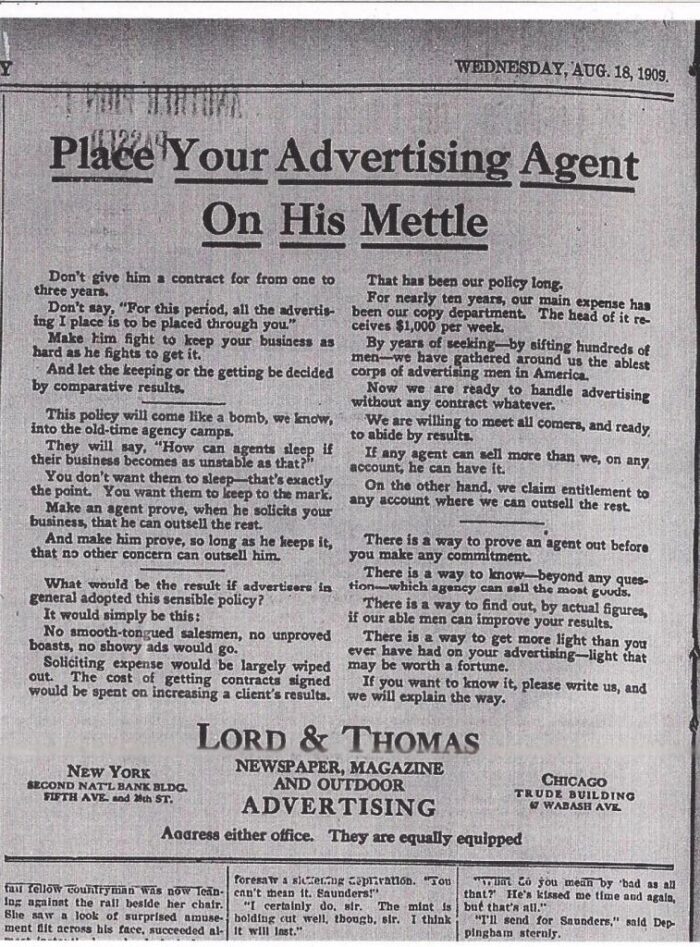 Y
WEDNESDAY, AUG. 18, 1909.
Place Your Advertising Agent
On His Mettle
Don't give him a contract for from one to
three years.
Don't say, "For this period, all the advertis-
ing I place is to be placed through you."
Make him fight to keep your business as
hard as he fights to get it.
And let the keeping or the getting be decided
by comparative results.
This policy will come like a bomb, we know,
into the old-time agency camps.
They will say, "How can agents sleep if
their business becomes as unstable as that?"
You don't want them to sleep—that's exactly
the point. You want them to keep to the mark.
Make an agent prove, when he solicits your
business, that he can outsell the rest.
And make him prove, so long as he keeps it,
that no other concern can outsell him.
What would be the result if advertisers in
general adopted this sensible policy?
It would simply be this:
No smooth-tongued salesmen, no unproved
boasts, no showy ads would go.
Soliciting expense would be largely wiped
out. The cost of getting contracts signed
would be spent on increasing a client's results.
That has been our policy long.
For nearly ten years, our main expense has
been our copy department. The head of it re-
ceives $1,000 per week.
By years of seeking—by sifting hundreds of
men—we have gathered around us the ablest
corps of advertising men in America.
Now we are ready to handle advertising
without any contract whatever.
We are willing to meet all comers, and ready
to abide by results.
If any agent can sell more than we, on any
account, he can have it.
On the other hand, we claim entitlement to
any account where we can outsell the rest.
There is a way to prove an agent out before
you make any commitment.
There is a way to know—beyond any ques-
tion—which agency can sell the most goods.
There is a way to find out, by actual figures,
if our able men can improve your results.
There is a way to get more light than you
ever have had on your advertising—light that
may be worth a fortune.
If you want to know it, please write us, and
we will explain the way.
LORD & THOMAS
NEWSPAPER, MAGAZINE
AND OUTDOOR
ADVERTISING
NEW YORK
SECOND NAT'L BANK BLDG.
FIFTH AVE. and 28th ST.
CHICAGO
TRUDE BUILDING
67 WABASH AVE.
Address either office. They are equally equipped
fellow countryman was now lean-
ing against the rail beside her chair.
She saw a look of surprised amuse-
ment flit across his face, succeeded al-
foresaw a "You
can't mean it, Saunders!"
"I certainly do, sir. The mint is
holding out well, though, sir. I think
it will last."
"What do you mean by 'bad as all
that?' He's kissed me time and again,
but that's all."
"I'll send for Saunders," said Dep-
pingham sternly.